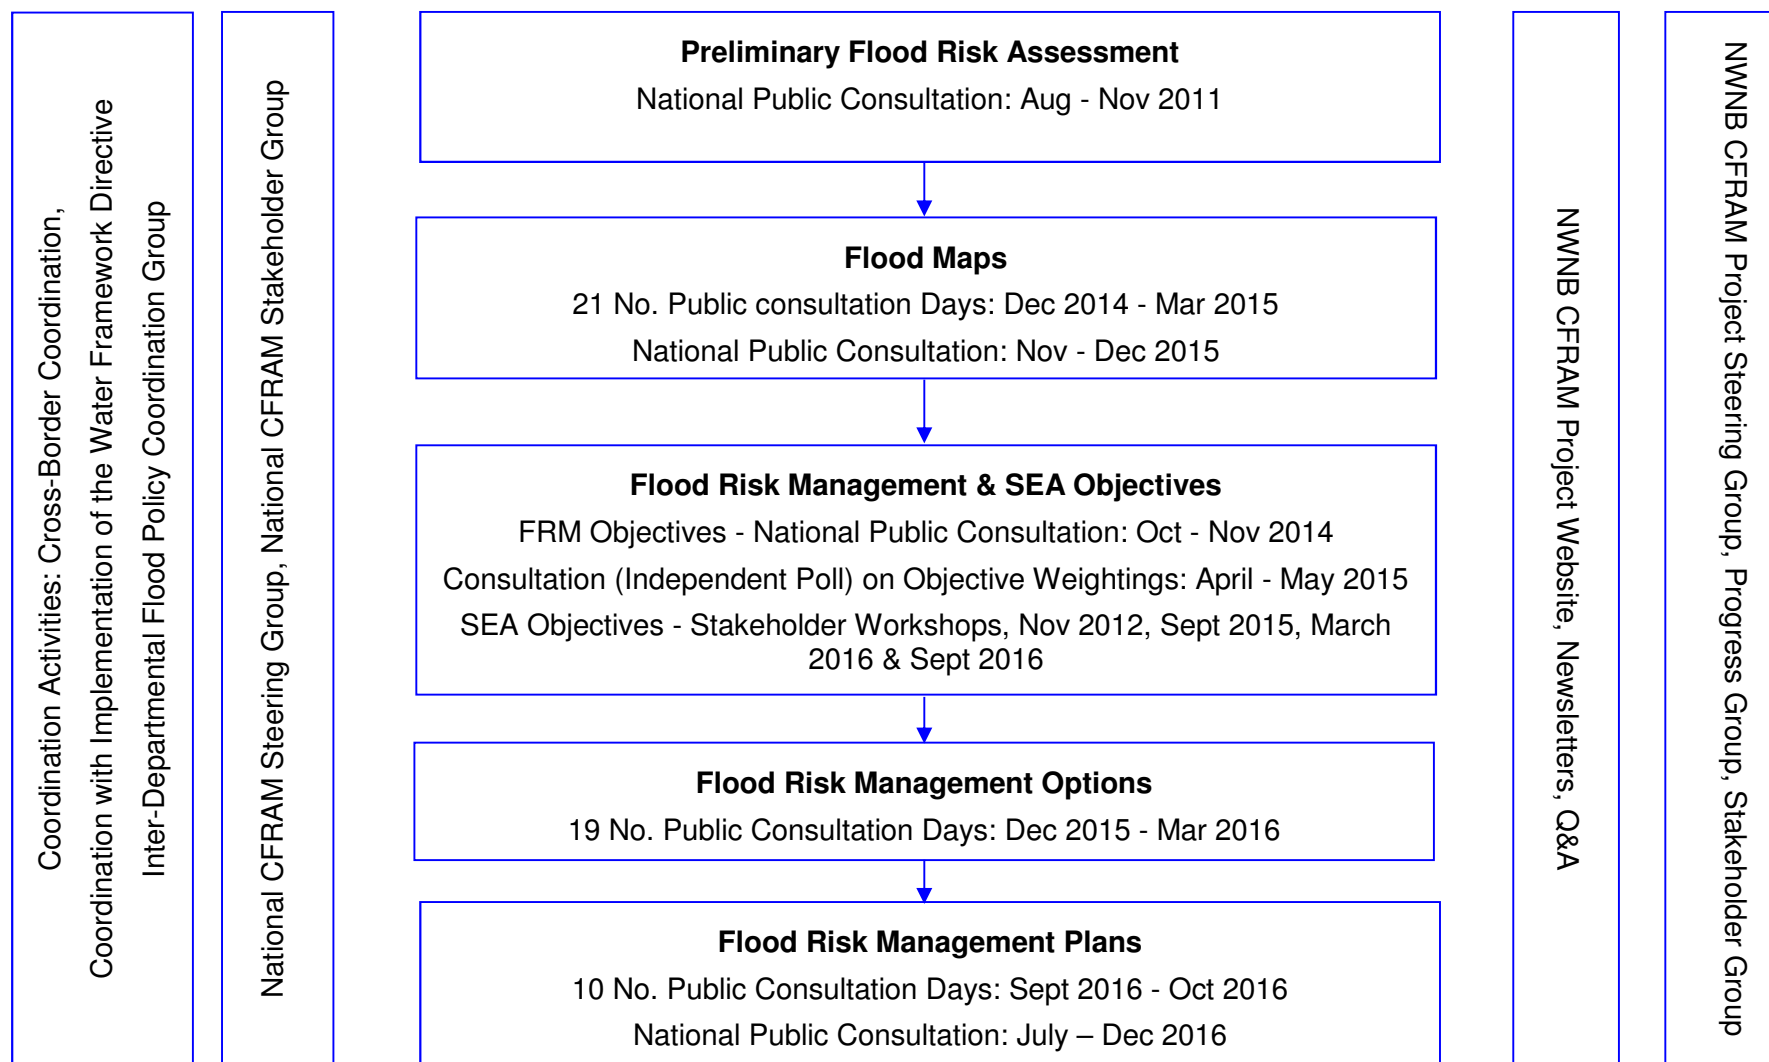 Coordination Activities: Cross-Border Coordination,
Coordination with Implementation of the Water Framework Directive
Inter-Departmental Flood Policy Coordination Group
National CFRAM Steering Group, National CFRAM Stakeholder Group
Preliminary Flood Risk Assessment
National Public Consultation: Aug - Nov 2011
Flood Maps
21 No. Public consultation Days: Dec 2014 - Mar 2015
National Public Consultation: Nov - Dec 2015
Flood Risk Management & SEA Objectives
FRM Objectives - National Public Consultation: Oct - Nov 2014
Consultation (Independent Poll) on Objective Weightings: April - May 2015
SEA Objectives - Stakeholder Workshops, Nov 2012, Sept 2015, March
2016 & Sept 2016
Flood Risk Management Options
19 No. Public Consultation Days: Dec 2015 - Mar 2016
Flood Risk Management Plans
10 No. Public Consultation Days: Sept 2016 - Oct 2016
National Public Consultation: July – Dec 2016
NWNB CFRAM Project Website, Newsletters, Q&A
NWNB CFRAM Project Steering Group, Progress Group, Stakeholder Group